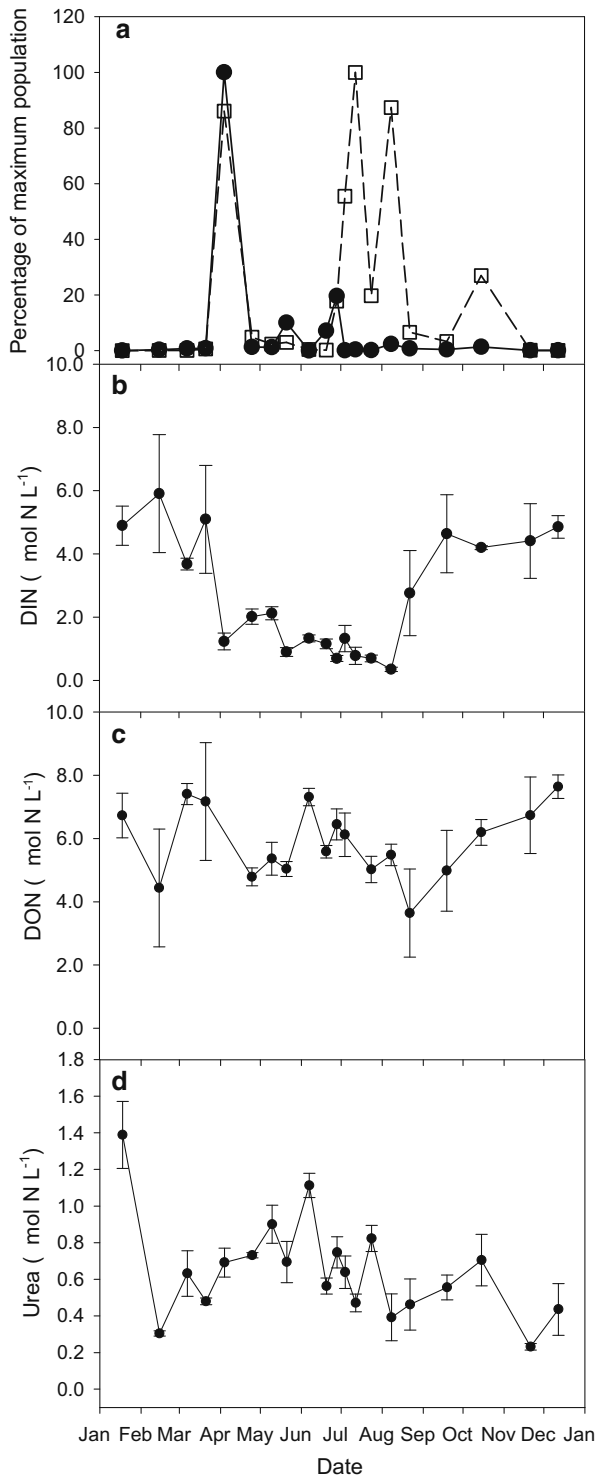 120
a
100
80
60
40
20
0
Percentage of maximum population
10.0
b
8.0
6.0
4.0
2.0
0.0
DIN ( mol N L-1)
10.0
c
8.0
6.0
4.0
2.0
0.0
DON ( mol N L-1)
1.8
d
1.6
1.4
1.2
1.0
0.8
0.6
0.4
0.2
0.0
Urea ( mol N L-1)
Jan Feb Mar Apr May Jun Jul Aug Sep Oct Nov Dec Jan
Date